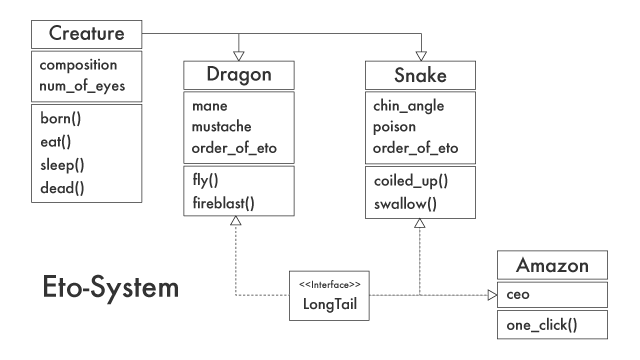 Creature
composition
num_of_eyes
born()
eat()
sleep()
dead()
Dragon
mane
mustache
order_of_eto
fly()
fireblast()
Snake
chin_angle
poison
order_of_eto
coiled_up()
swallow()
Eto-System
<<Interface>>
LongTail
Amazon
ceo
one_click()